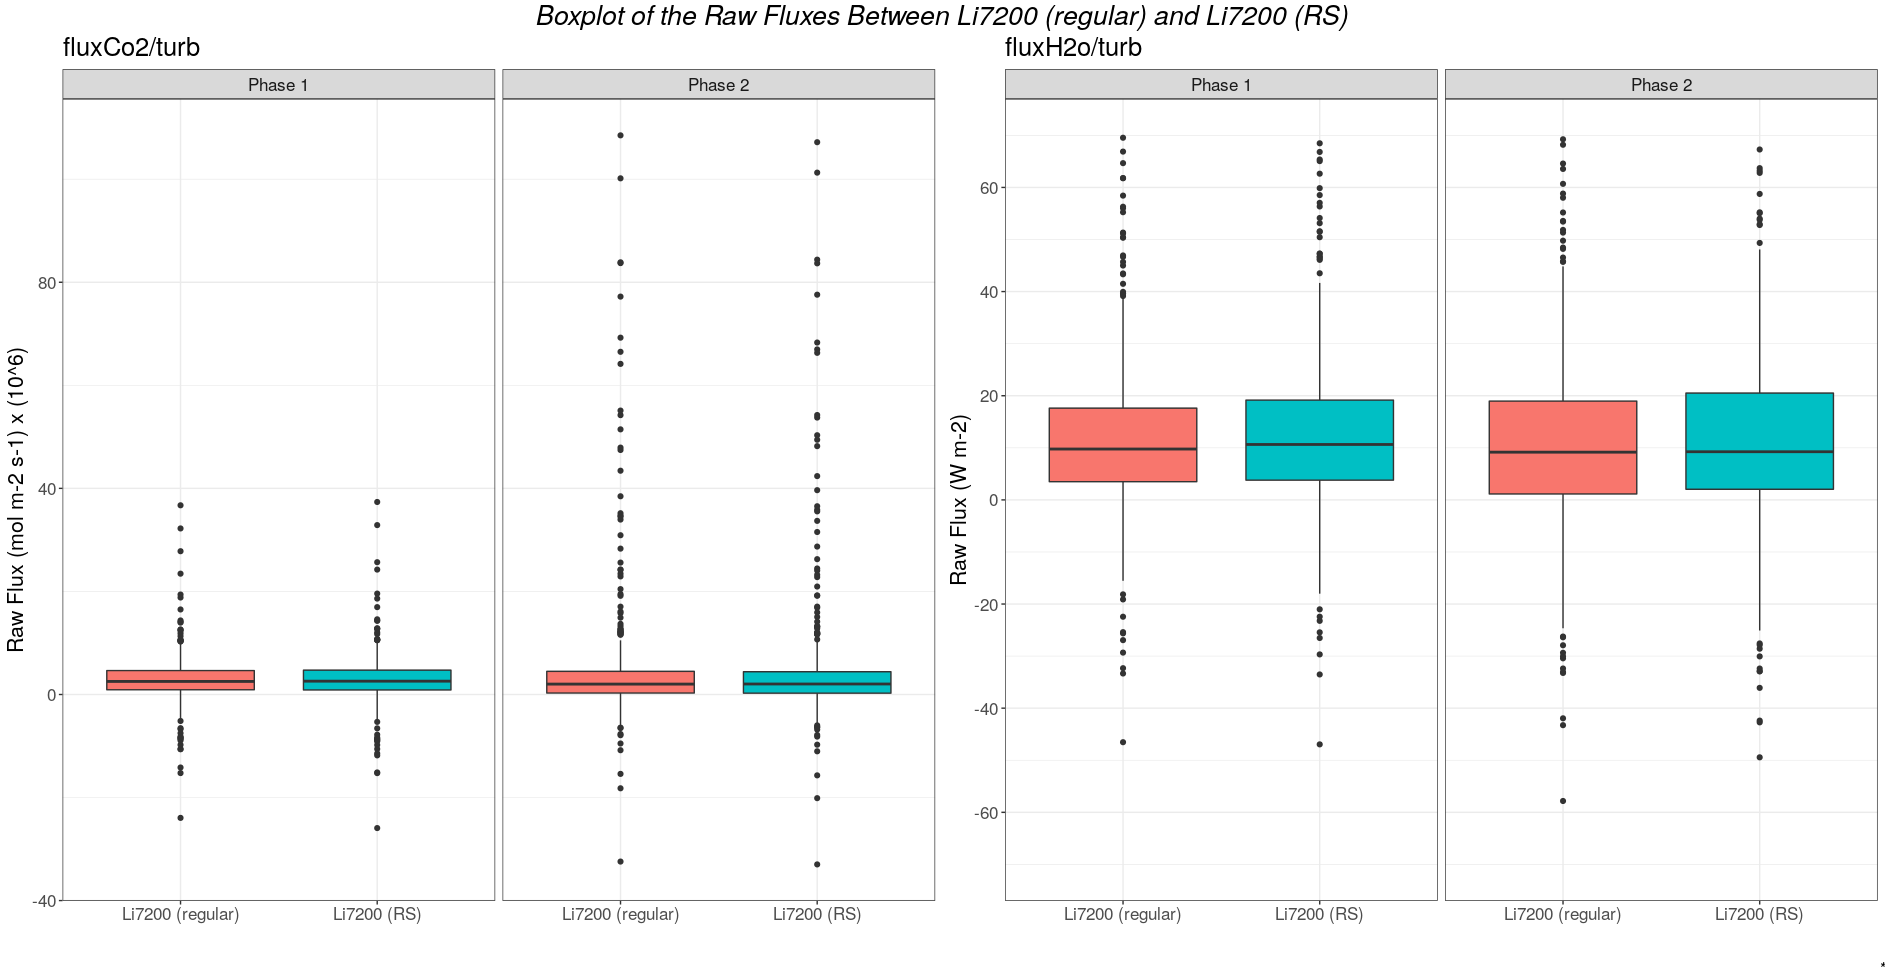 Boxplot of the Raw Fluxes Between Li7200 (regular) and Li7200 (RS)
fluxCo2/turb
Phase 1
Phase 2
Raw Flux (mol m-2 s-1) x (10^6)
80
40
0
-40
Li7200 (regular)
Li7200 (RS)
Li7200 (regular)
Li7200 (RS)
fluxH2o/turb
Phase 1
Phase 2
Raw Flux (W m-2)
60
40
20
0
-20
-40
-60
Li7200 (regular)
Li7200 (RS)
Li7200 (regular)
Li7200 (RS)
*